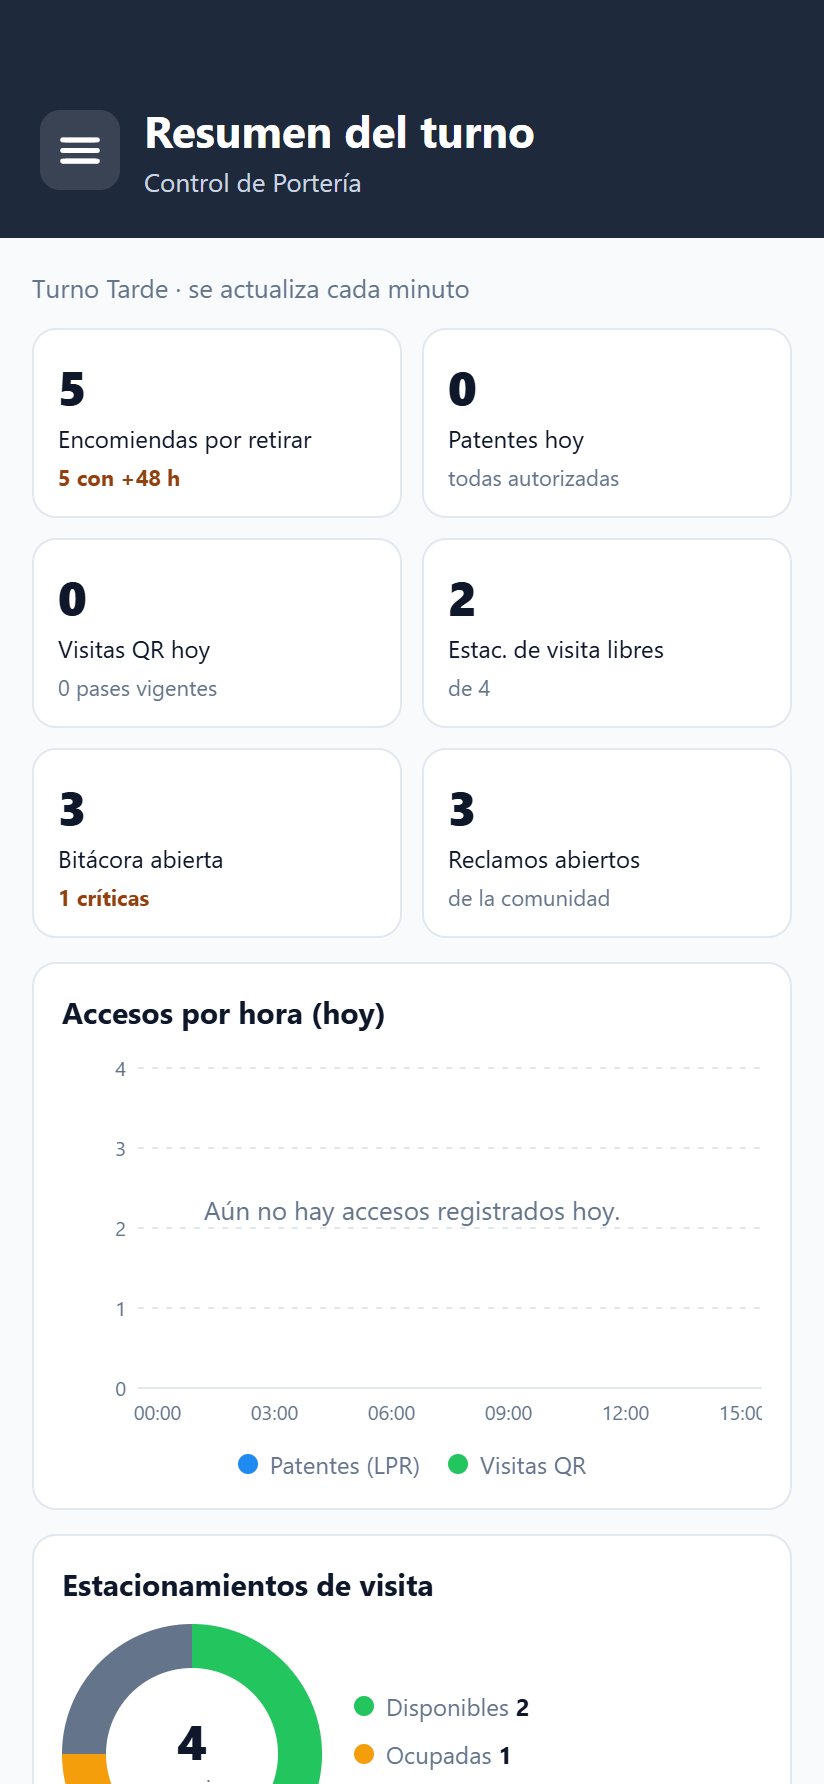 Resumen del turno
Control de Portería
Turno Tarde · se actualiza cada minuto
5
Encomiendas por retirar
5 con +48 h
0
Patentes hoy
todas autorizadas
0
Visitas QR hoy
0 pases vigentes
2
Estac. de visita libres
de 4
3
Bitácora abierta
1 críticas
3
Reclamos abiertos
de la comunidad
Accesos por hora (hoy)
4
3
Aún no hay accesos registrados hoy.
2
1
0
00:00 03:00 06:00 09:00 12:00 15:00
Patentes (LPR) Visitas QR
Estacionamientos de visita
Disponibles 2
4
Ocupadas 1